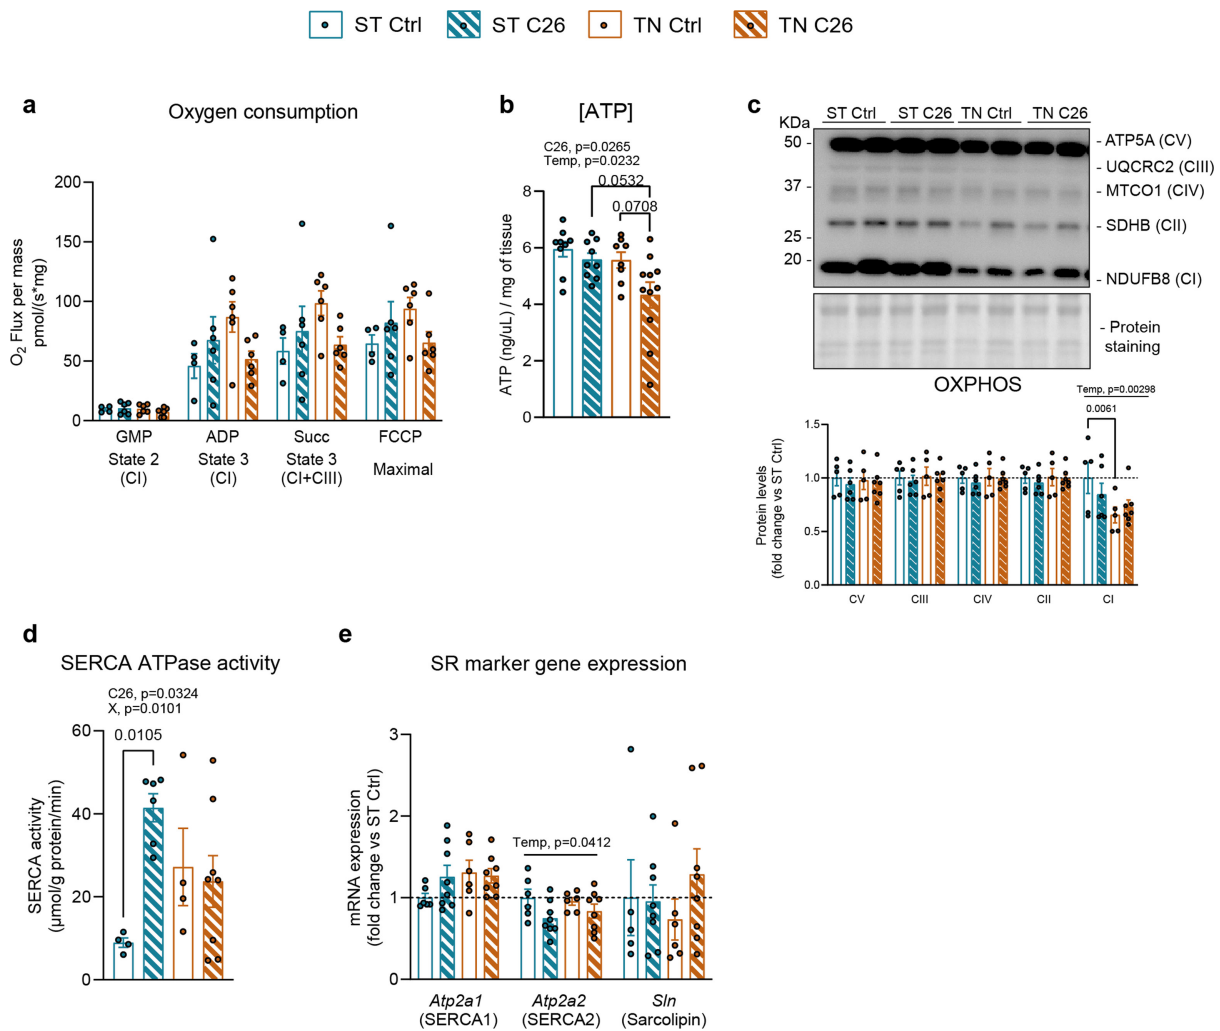 ST Ctrl ST C26 TN Ctrl TN C26
a
Oxygen consumption
O2 Flux per mass
pmol/(s*mg)
200
150
100
50
0
GMP ADP Succ FCCP
State 2 State 3 State 3 Maximal
(CI) (CI) (CI+CIII)
b
[ATP]
C26, p=0.0265
Temp, p=0.0232
0.0532
0.0708
ATP (ng/uL) / mg of tissue
8
6
4
2
0
c
ST Ctrl ST C26 TN Ctrl TN C26
KDa
50 -
37 -
25 -
20 -
- ATP5A (CV)
- UQCRC2 (CIII)
- MTCO1 (CIV)
- SDHB (CII)
- NDUFB8 (CI)
- Protein
staining
OXPHOS
Temp, p=0.00298
0.0061
Protein levels
(fold change vs ST Ctrl)
1.5
1.0
0.5
0.0
CV CIII CIV CII CI
d
SERCA ATPase activity
C26, p=0.0324
X, p=0.0101
0.0105
SERCA activity
(µmol/g protein/min)
60
40
20
0
e
SR marker gene expression
mRNA expression
(fold change vs ST Ctrl)
3
2
1
0
Temp, p=0.0412
Atp2a1 Atp2a2 Sln
(SERCA1) (SERCA2) (Sarcolipin)